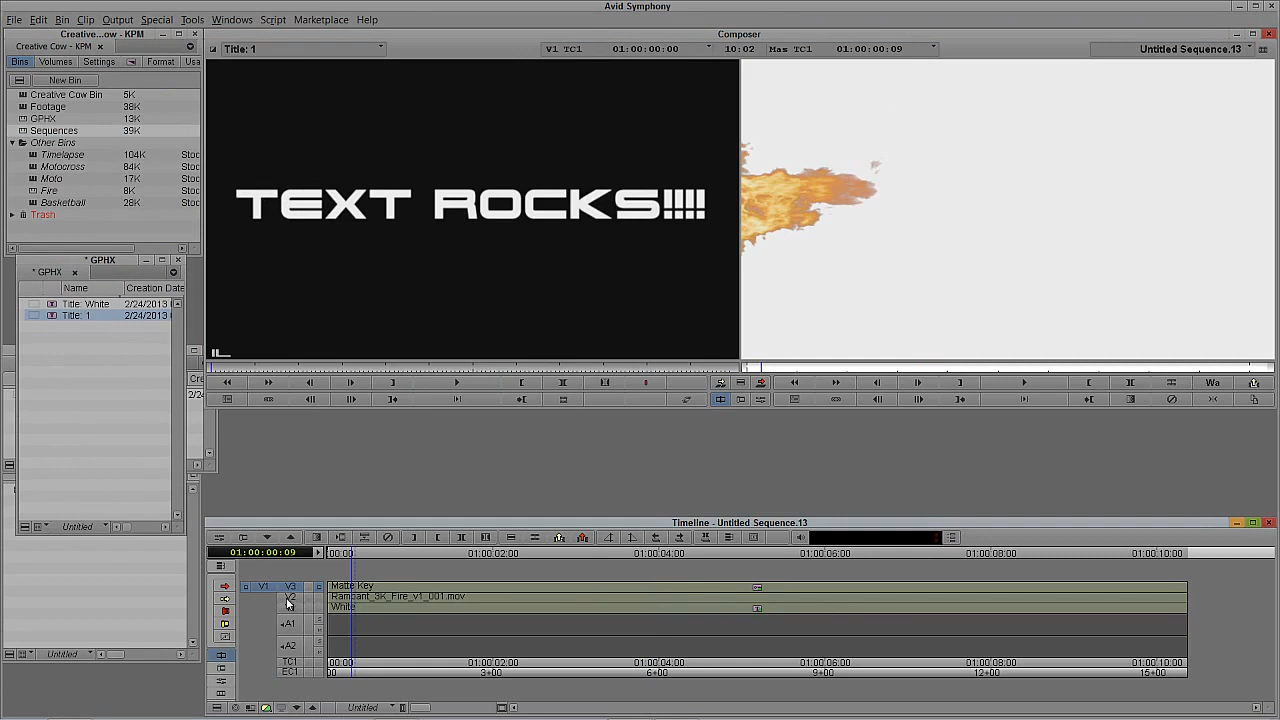 Avid Symphony
File Edit Bin Clip Output Special Tools Windows Script Marketplace Help
Creative...ow - KPM
Composer
Creative Cow - KPM
Title: 1
V1 TC1 01:00:00:00 10:02 Mas TC1 01:00:00:09
Untitled Sequence.13
Bins Volumes Settings Format Usa
New Bin
Creative Cow Bin 5K
Footage 38K
GPHX 13K
Sequences 39K
Other Bins
Timelapse 104K Stoc
Motocross 84K Stoc
Moto 17K Stoc
Fire 8K Stoc
Basketball 28K Stoc
Trash
TEXT ROCKS!!!!
* GPHX
* GPHX
Name Creation Date
Title: White 2/24/2013
Title: 1 2/24/2013
Cre
2/24
Wa
Untitled
Timeline - Untitled Sequence.13
01:00:00:09
00:00 01:00:02:00 01:00:04:00 01:00:06:00 01:00:08:00 01:00:10:00
V1 V3 Matte Key
V2 Rampant_3K_Fire_v1_001.mov
White
A1
A2
TC1 00:00 01:00:02:00 01:00:04:00 01:00:06:00 01:00:08:00 01:00:10:00
EC1 00 3+00 6+00 9+00 12+00 15+00
Untitled
Untitled